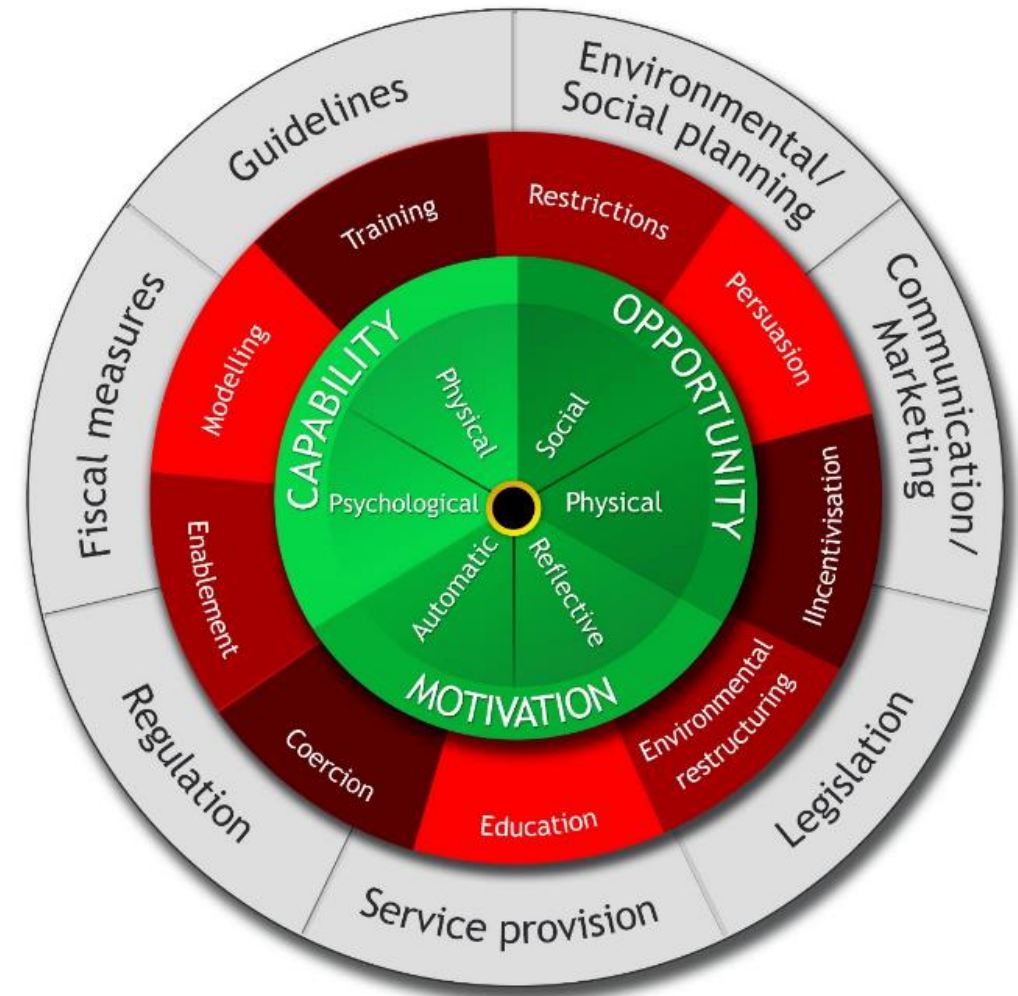 Environmental/
Social planning
Communication/
Marketing
Legislation
Service provision
Regulation
Fiscal measures
Guidelines
Restrictions
Persuasion
IIncentivisation
Environmental
restructuring
Education
Coercion
Enablement
Modelling
Training
OPPORTUNITY
MOTIVATION
CAPABILITY
Social
Physical
Reflective
Automatic
Psychological
Physical